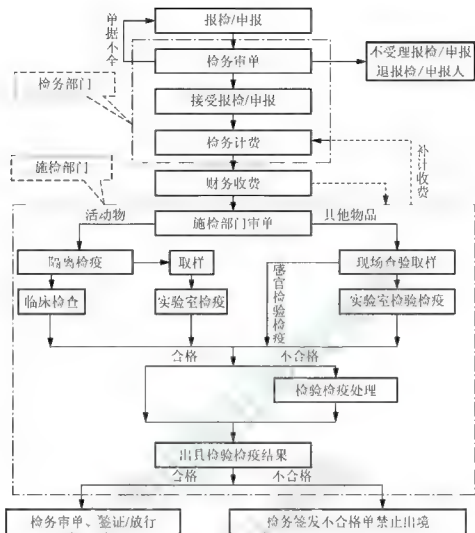 报检/申报
单据不全
检务审单
不受理报检/申报
退报检/申报人
检务部门
接受报检/申报
检务计费
施检部门
补计收费
财务收费
活动物
施检部门审单
其他物品
隔离检疫
取样
感官检验检疫
现场查验取样
临床检查
实验室检疫
实验室检验检疫
合格
不合格
检验检疫处理
出具检验检疫结果
合格
不合格
检务审单、鉴证/放行
检务签发不合格单禁止出境